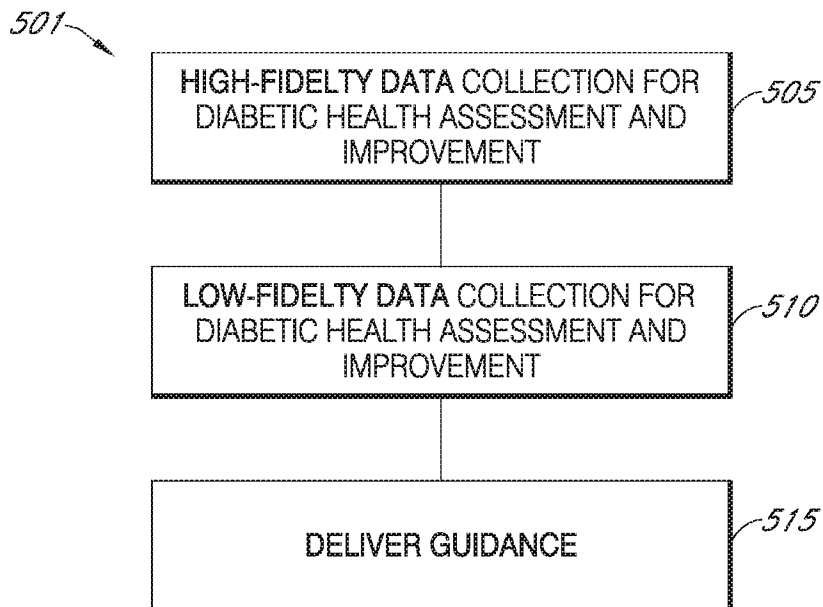 501
HIGH-FIDELTY DATA COLLECTION FOR
DIABETIC HEALTH ASSESSMENT AND
IMPROVEMENT
505
LOW-FIDELTY DATA COLLECTION FOR
DIABETIC HEALTH ASSESSMENT AND
IMPROVEMENT
510
DELIVER GUIDANCE
515